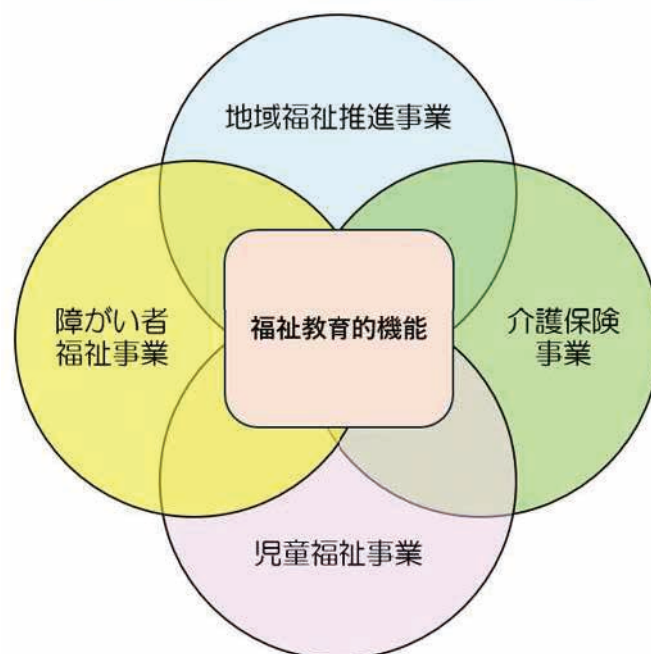 地域福祉推進事業
障がい者
福祉事業
福祉教育的機能
介護保険
事業
児童福祉事業